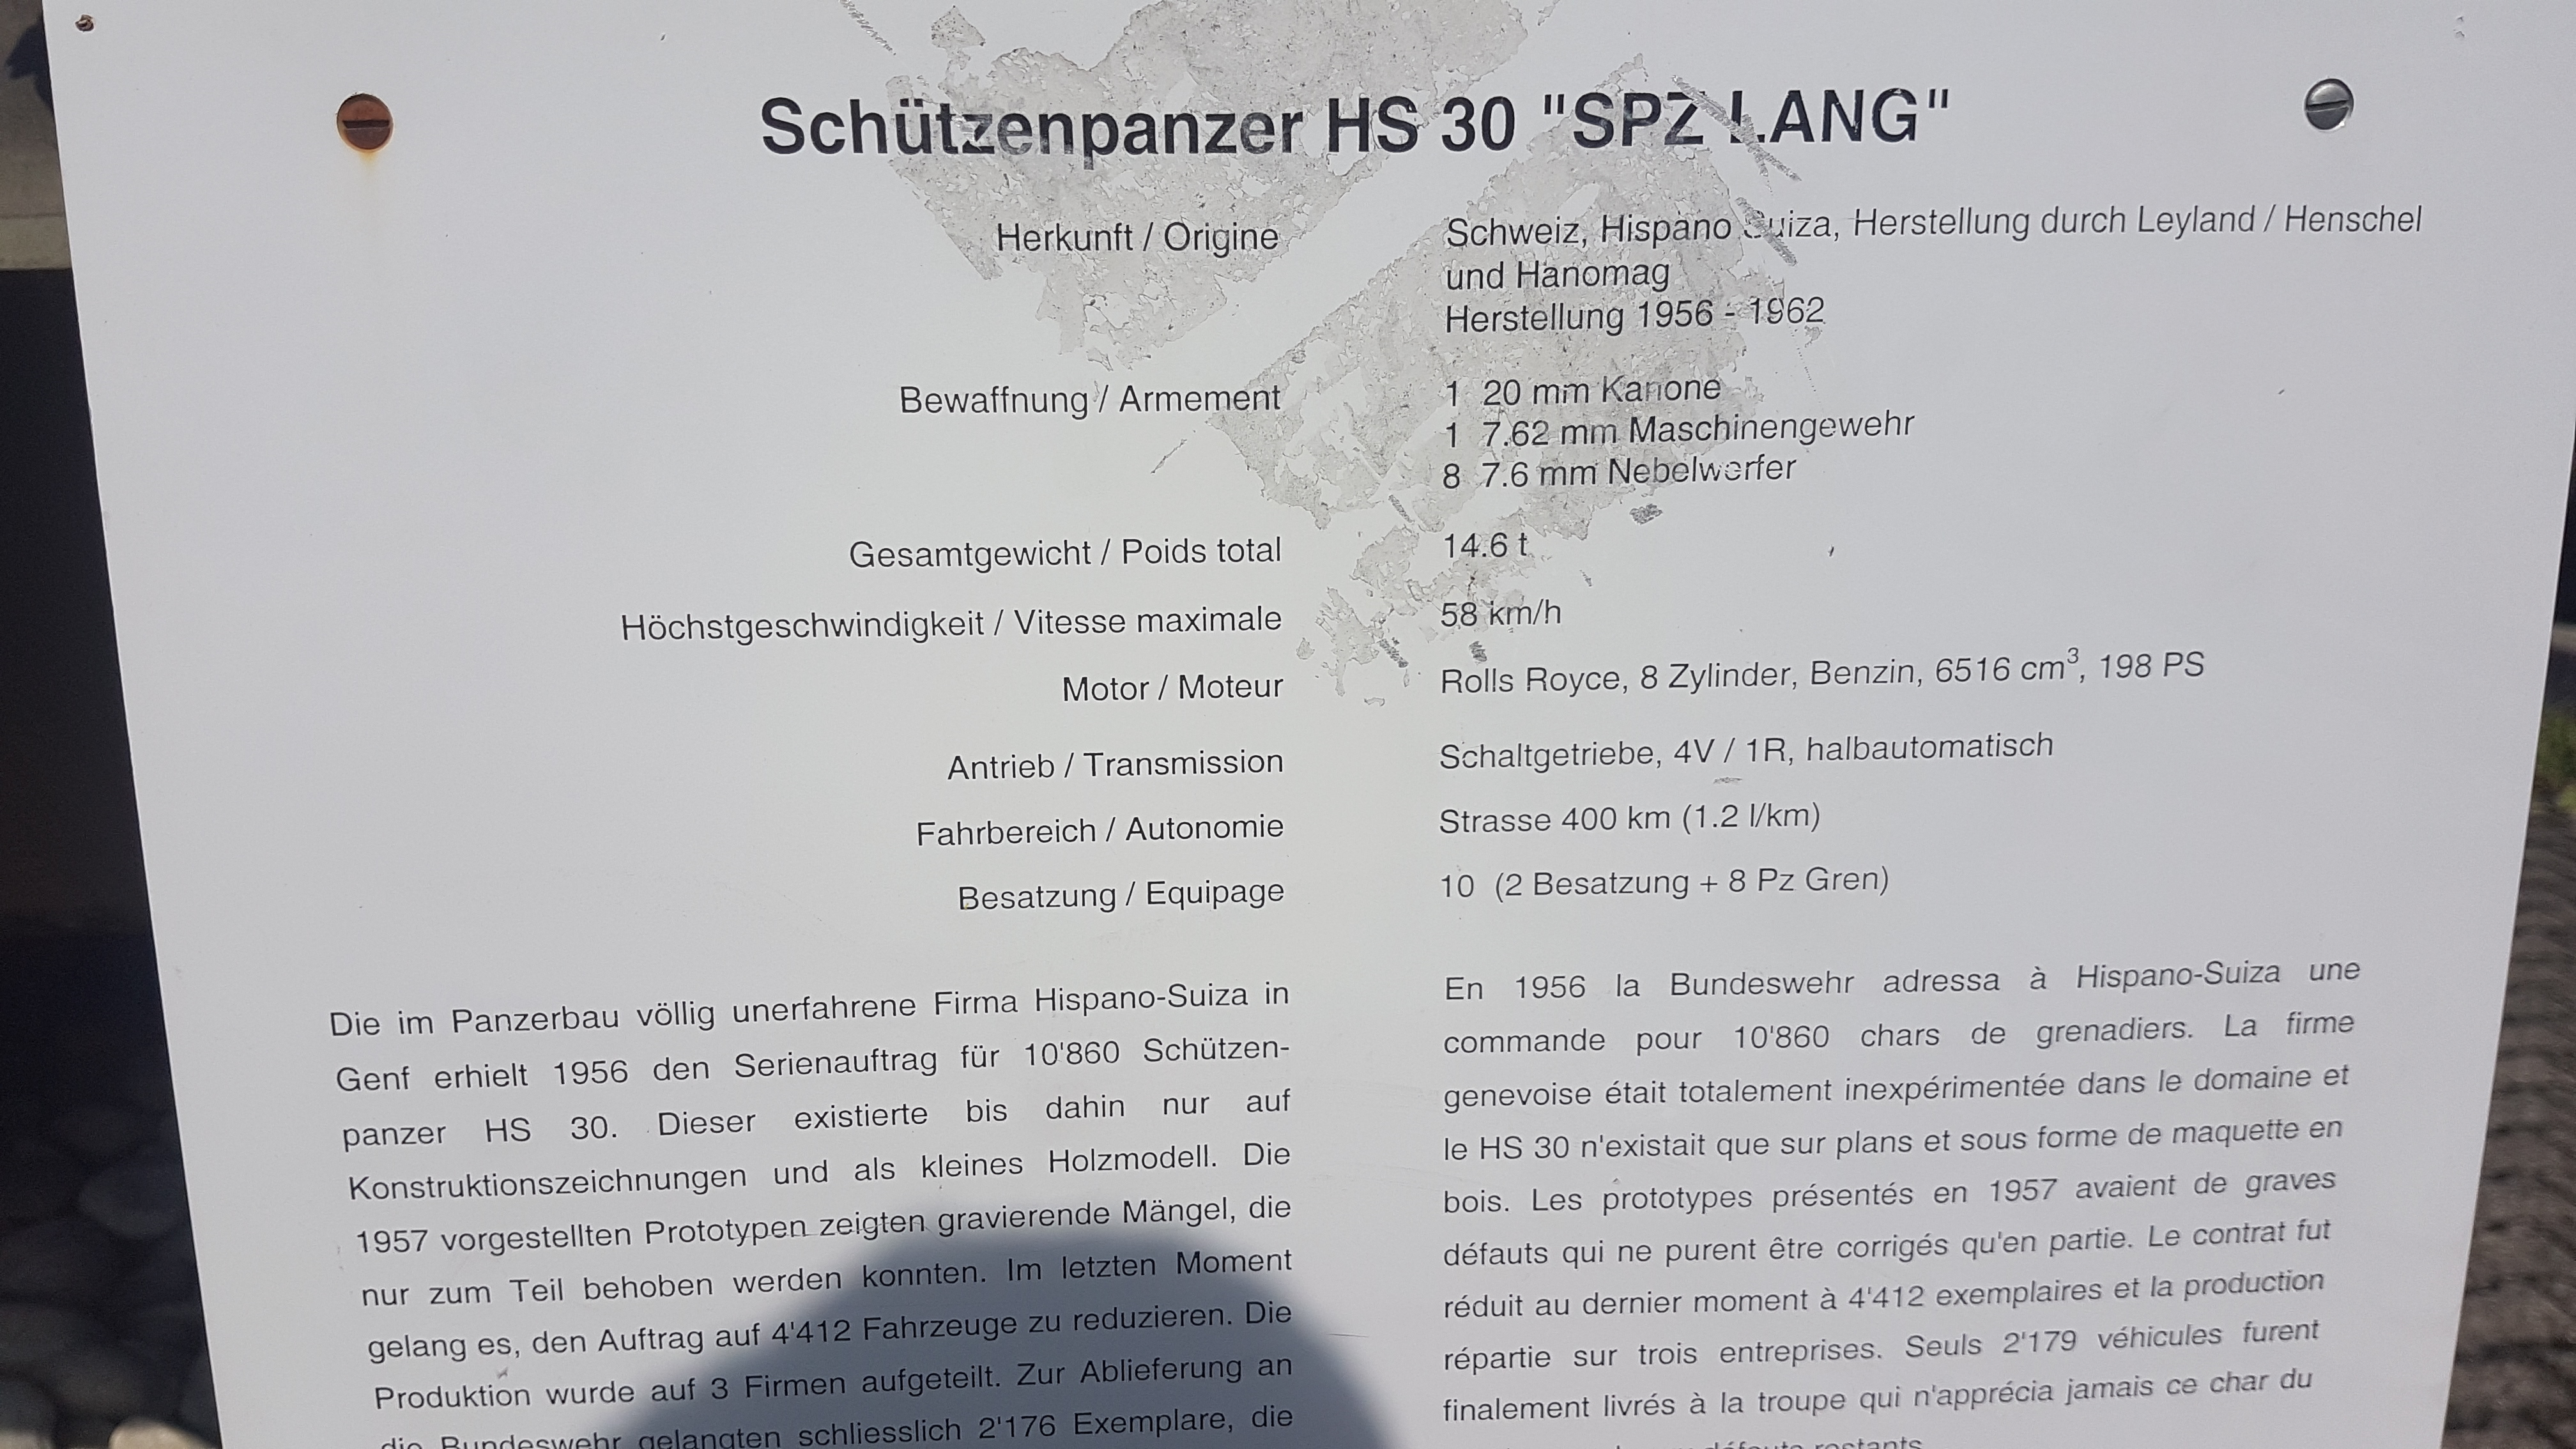 Schützenpanzer HS 30 "SPZ LANG"
Herkunft / Origine
Schweiz, Hispano Suiza, Herstellung durch Leyland / Henschel
und Hanomag
Herstellung 1956 - 1962
Bewaffnung / Armement
1 20 mm Kanone
1 7.62 mm Maschinengewehr
8 7.6 mm Nebelwerfer
Gesamtgewicht / Poids total
14.6 t
Höchstgeschwindigkeit / Vitesse maximale
58 km/h
Motor / Moteur
Rolls Royce, 8 Zylinder, Benzin, 6516 cm³, 198 PS
Antrieb / Transmission
Schaltgetriebe, 4V / 1R, halbautomatisch
Fahrbereich / Autonomie
Strasse 400 km (1.2 l/km)
Besatzung / Equipage
10 (2 Besatzung + 8 Pz Gren)
Die im Panzerbau völlig unerfahrene Firma Hispano-Suiza in
Genf erhielt 1956 den Serienauftrag für 10'860 Schützen-
panzer HS 30. Dieser existierte bis dahin nur auf
Konstruktionszeichnungen und als kleines Holzmodell. Die
1957 vorgestellten Prototypen zeigten gravierende Mängel, die
nur zum Teil behoben werden konnten. Im letzten Moment
gelang es, den Auftrag auf 4'412 Fahrzeuge zu reduzieren. Die
Produktion wurde auf 3 Firmen aufgeteilt. Zur Ablieferung an
die Bundeswehr gelangten schliesslich 2'176 Exemplare, die
En 1956 la Bundeswehr adressa à Hispano-Suiza une
commande pour 10'860 chars de grenadiers. La firme
genevoise était totalement inexpérimentée dans le domaine et
le HS 30 n'existait que sur plans et sous forme de maquette en
bois. Les prototypes présentés en 1957 avaient de graves
défauts qui ne purent être corrigés qu'en partie. Le contrat fut
réduit au dernier moment à 4'412 exemplaires et la production
répartie sur trois entreprises. Seuls 2'179 véhicules furent
finalement livrés à la troupe qui n'apprécia jamais ce char du
défauts restants